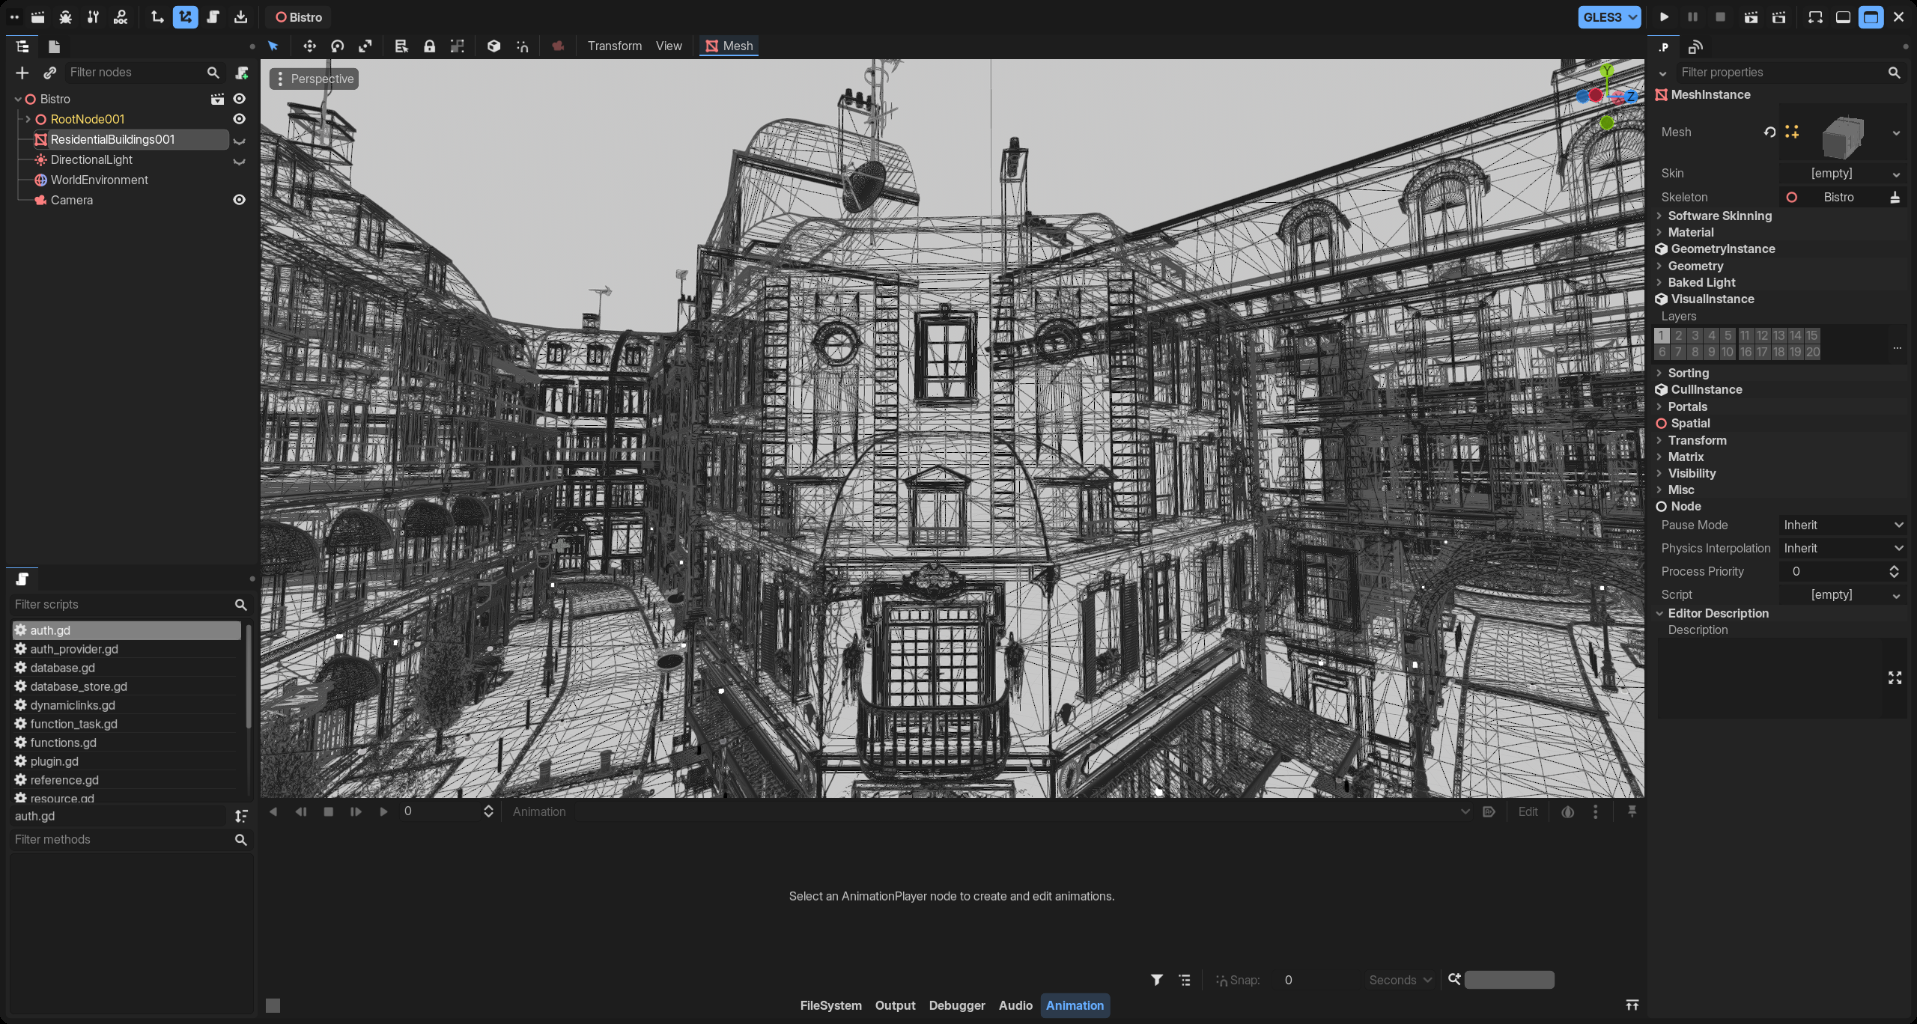 DOC
Bistro
GLES3
Filter nodes
Transform
View
Mesh
Filter properties
Bistro
RootNode001
ResidentialBuildings001
DirectionalLight
WorldEnvironment
Camera
Perspective
Y
Z
MeshInstance
Mesh
Skin
[empty]
Skeleton
Bistro
Software Skinning
Material
GeometryInstance
Geometry
Baked Light
VisualInstance
Layers
1 2 3 4 5 11 12 13 14 15
6 7 8 9 10 16 17 18 19 20
...
Sorting
CullInstance
Portals
Spatial
Transform
Matrix
Visibility
Misc
Node
Pause Mode
Inherit
Physics Interpolation
Inherit
Process Priority
0
Script
[empty]
Editor Description
Description
Filter scripts
auth.gd
auth_provider.gd
database.gd
database_store.gd
dynamiclinks.gd
function_task.gd
functions.gd
plugin.gd
reference.gd
resource.gd
auth.gd
Filter methods
0
Animation
Edit
Select an AnimationPlayer node to create and edit animations.
Snap:
0
Seconds
FileSystem
Output
Debugger
Audio
Animation